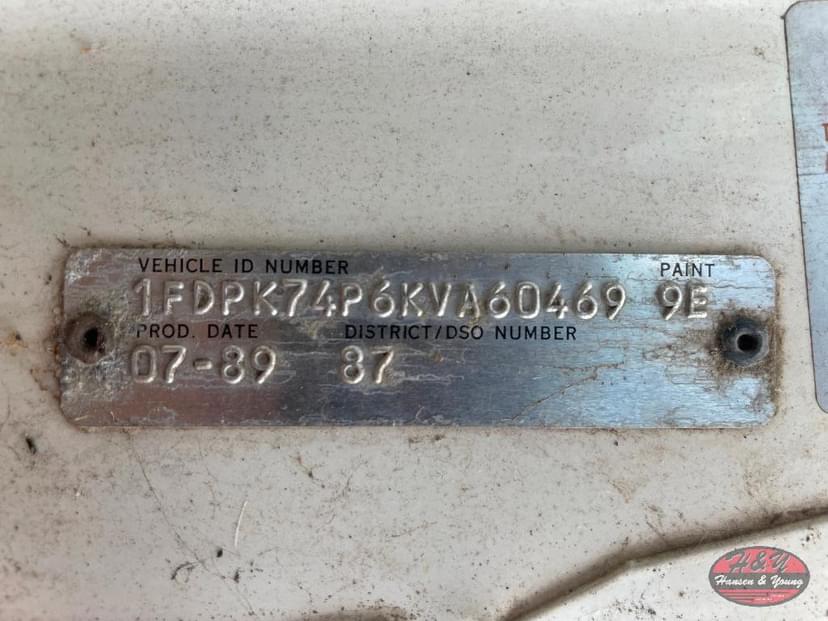 VEHICLE ID NUMBER PAINT
1FDPK74P6KVA60469 9E
PROD. DATE DISTRICT/DSO NUMBER
07-89 87
H&Y
Hansen & Young